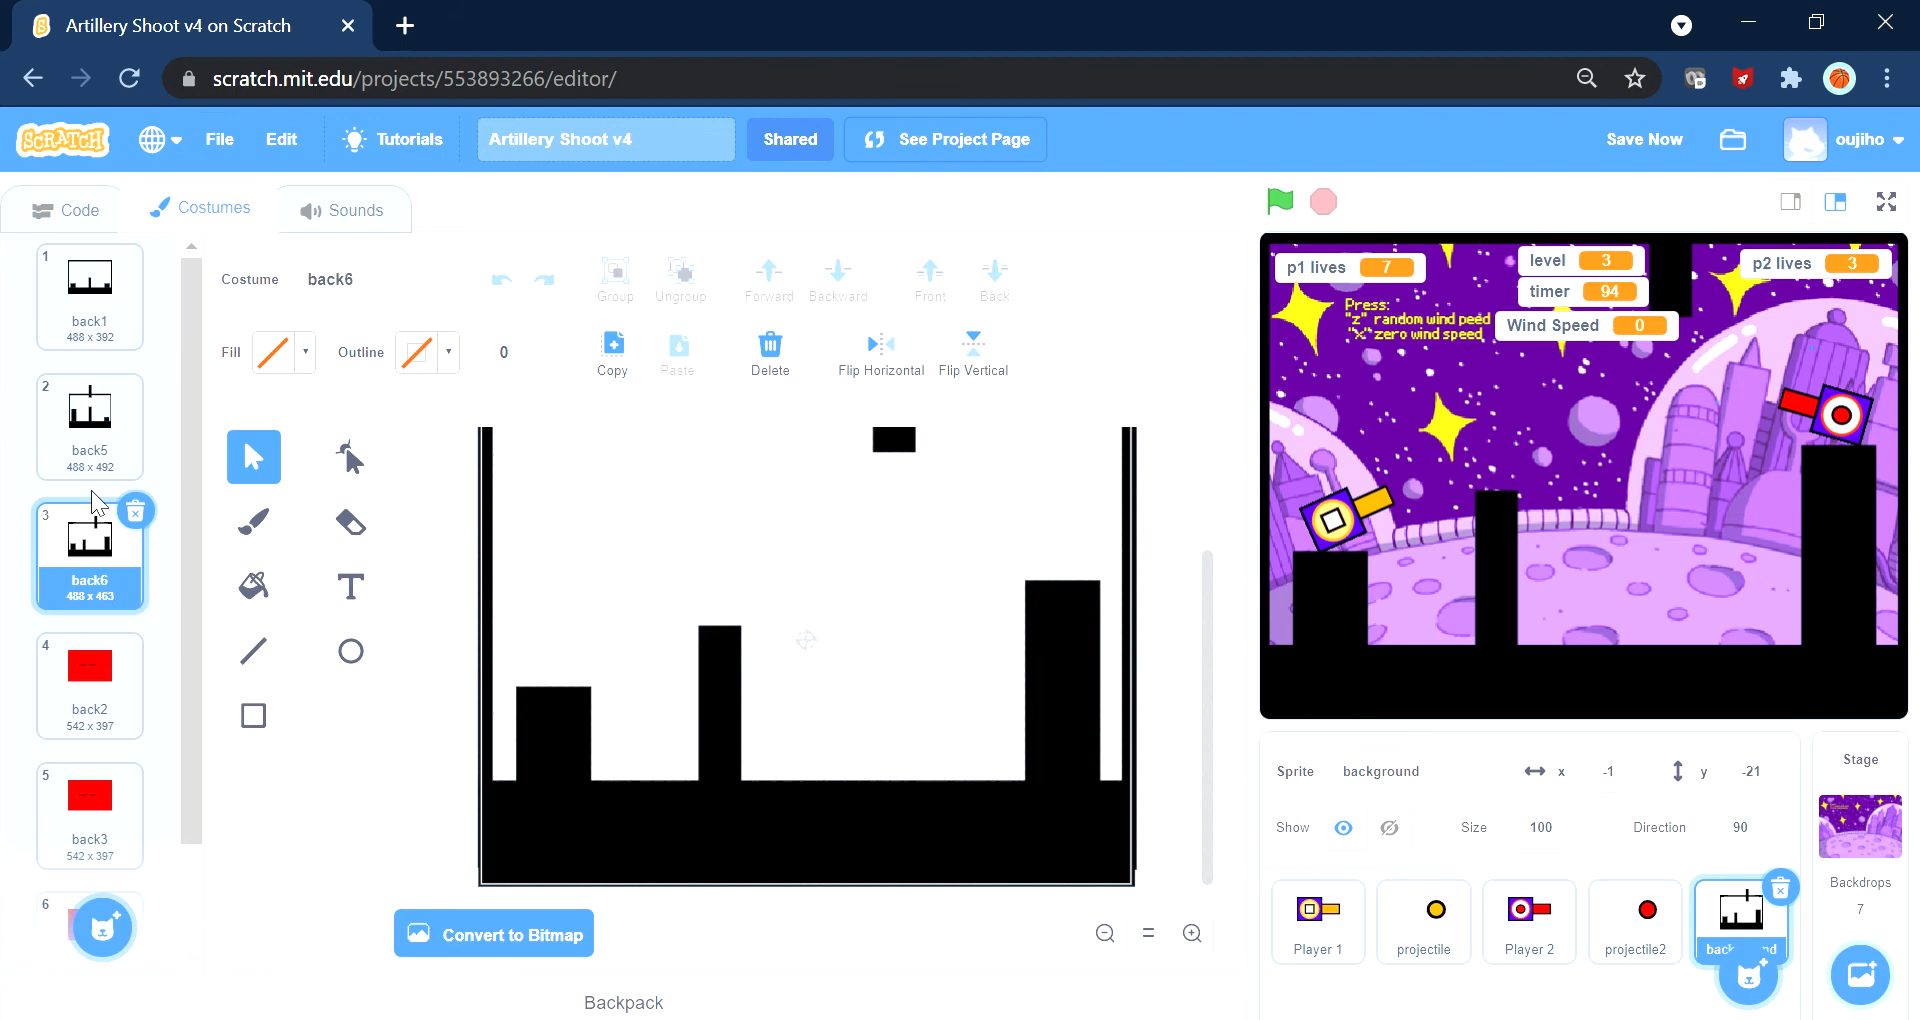 Artillery Shoot v4 on Scratch
scratch.mit.edu/projects/553893266/editor/
SCRATCH File Edit Tutorials Artillery Shoot v4 Shared See Project Page Save Now oujiho
Code Costumes Sounds
1
back1
488 x 392
2
back5
488 x 492
3
back6
488 x 463
4
back2
542 x 397
5
back3
542 x 397
6
Costume back6
Group Ungroup Forward Backward Front Back
Fill Outline 0
Copy Paste Delete Flip Horizontal Flip Vertical
Convert to Bitmap
Backpack
p1 lives 7
level 3
p2 lives 3
timer 94
Wind Speed 0
Press:
"z" random wind peed
"x" zero wind speed
Sprite background x -1 y -21
Show Size 100 Direction 90
Player 1
projectile
Player 2
projectile2
Stage
Backdrops
7